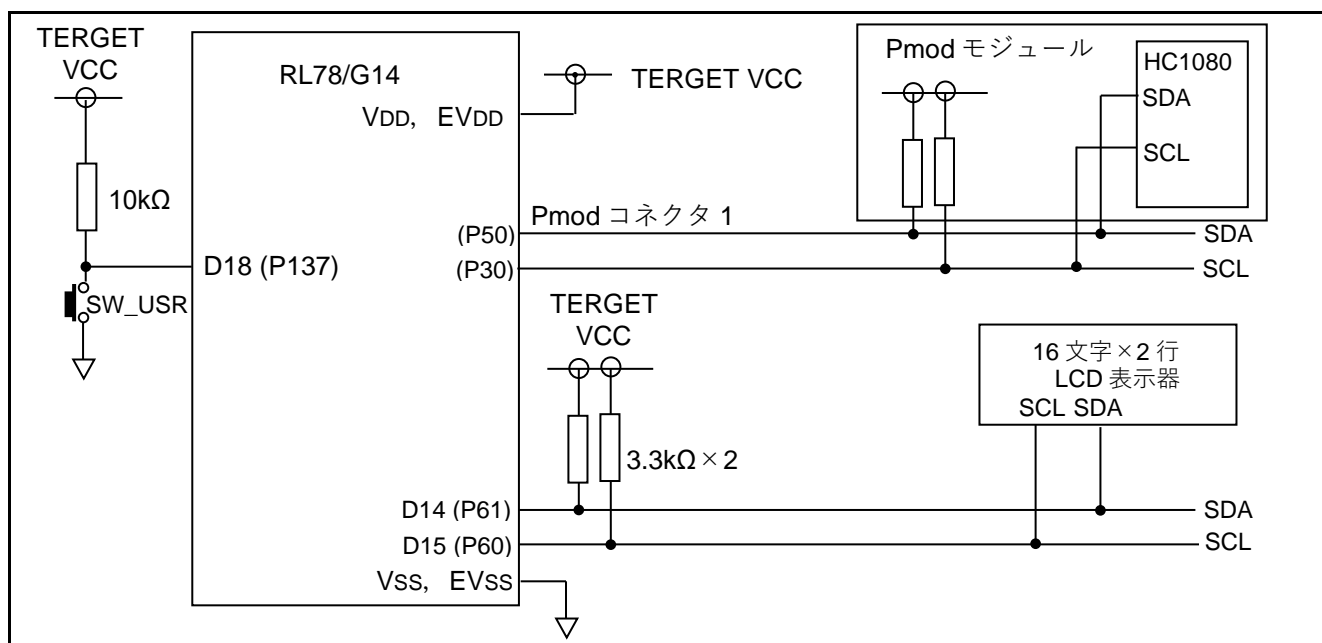 TERGET
VCC
10kΩ
SW_USR
RL78/G14
VDD, EVDD
TERGET VCC
D18 (P137)
(P50)
(P30)
Pmod コネクタ 1
Pmod モジュール
HC1080
SDA
SCL
SDA
SCL
TERGET
VCC
3.3kΩ×2
16 文字×2 行
LCD 表示器
SCL SDA
D14 (P61)
D15 (P60)
SDA
SCL
VSS, EVSS